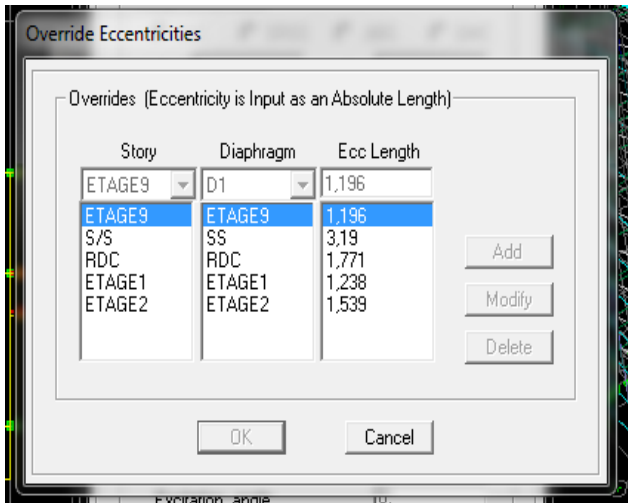 Override Eccentricities
Overrides (Eccentricity is Input as an Absolute Length)
Story Diaphragm Ecc Length
ETAGE9 D1 1,196
ETAGE9 ETAGE9 1,196
S/S SS 3,19
RDC RDC 1,771
ETAGE1 ETAGE1 1,238
ETAGE2 ETAGE2 1,539
Add
Modify
Delete
OK Cancel
Excitation angle